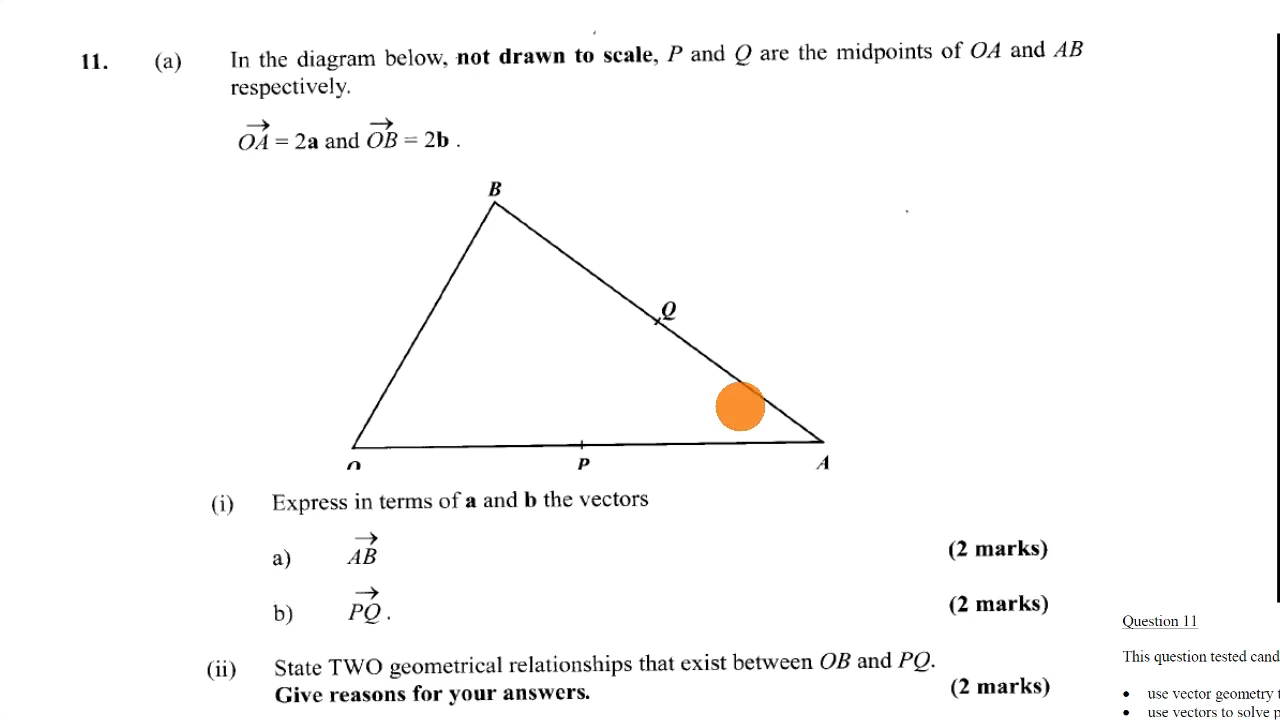 11. (a) In the diagram below, not drawn to scale, P and Q are the midpoints of OA and AB
respectively.
→ →
OA = 2a and OB = 2b .
B
Q
O P A
(i) Express in terms of a and b the vectors
→
a) AB (2 marks)
→
b) PQ . (2 marks)
Question 11
(ii) State TWO geometrical relationships that exist between OB and PQ.
This question tested cand
Give reasons for your answers. (2 marks)
• use vector geometry t
• use vectors to solve p